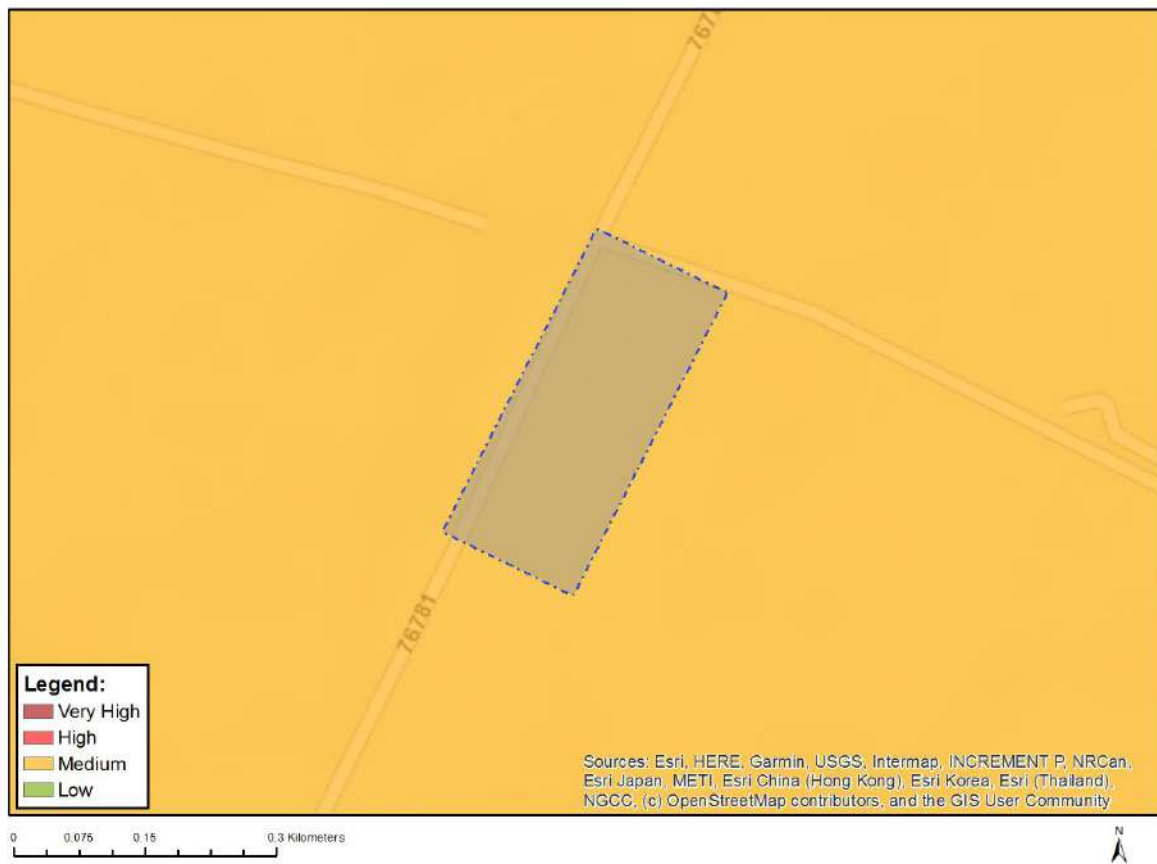 7678
76781
Legend:
Very High
High
Medium
Low
Sources: Esri, HERE, Garmin, USGS, Intermap, INCREMENT P, NRCan,
Esri Japan, METI, Esri China (Hong Kong), Esri Korea, Esri (Thailand),
NGCC, (c) OpenStreetMap contributors, and the GIS User Community
0 0.075 0.15 0.3 Kilometers
N